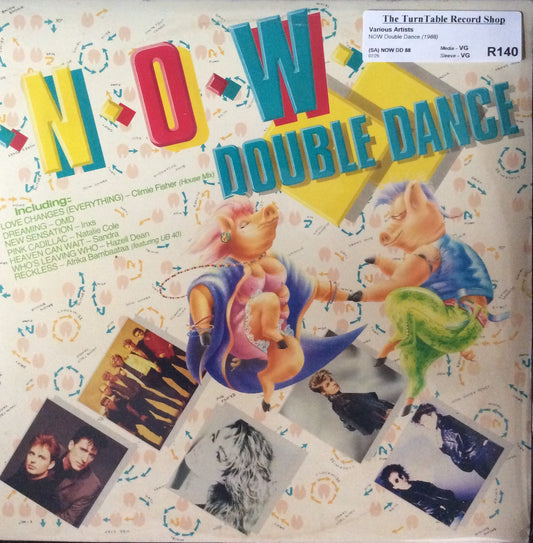 The TurnTable Record Shop
Various Artists
NOW Double Dance (1988)
(SA) NOW DD 88
Media - VG
Sleeve - VG
R140
N·O·W
DOUBLE DANCE
Including:
LOVE CHANGES (EVERYTHING) – Climie Fisher (House Mix)
DREAMING – OMD
NEW SENSATION – Inxs
PINK CADILLAC – Natalie Cole
HEAVEN CAN WAIT – Sandra
WHO'S LEAVING WHO – Hazell Dean
RECKLESS – Afrika Bambaataa (featuring UB 40)